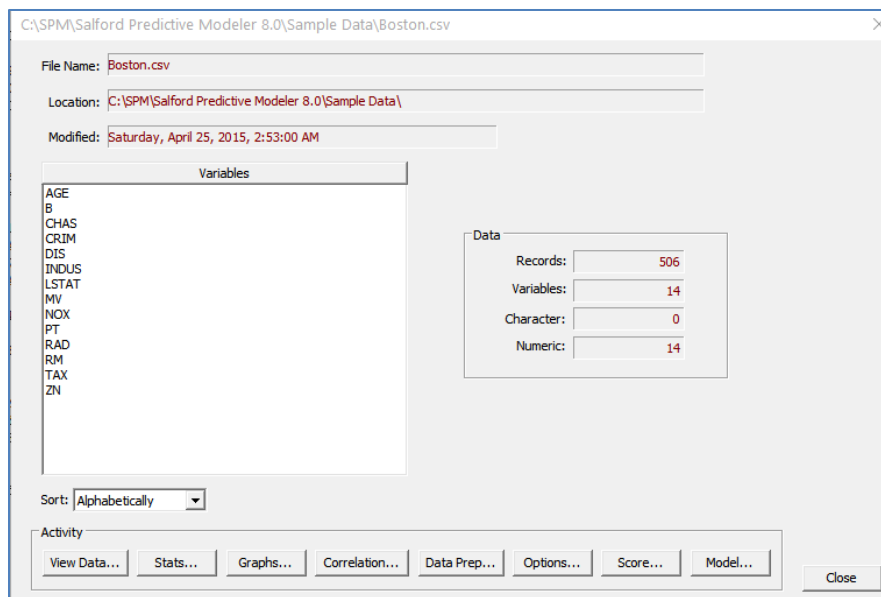 C:\SPM\Salford Predictive Modeler 8.0\Sample Data\Boston.csv
File Name: Boston.csv
Location: C:\SPM\Salford Predictive Modeler 8.0\Sample Data\
Modified: Saturday, April 25, 2015, 2:53:00 AM
Variables
AGE
B
CHAS
CRIM
DIS
INDUS
LSTAT
MV
NOX
PT
RAD
RM
TAX
ZN
Data
Records: 506
Variables: 14
Character: 0
Numeric: 14
Sort: Alphabetically
Activity
View Data... Stats... Graphs... Correlation... Data Prep... Options... Score... Model...
Close